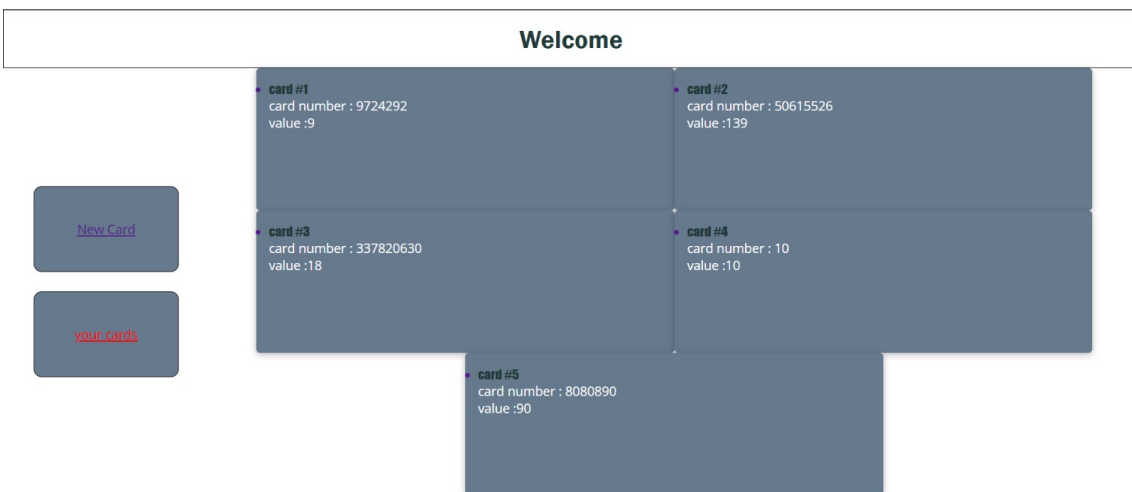 Welcome
card #1
card number : 9724292
value :9
card #2
card number : 50615526
value :139
New Card
your cards
card #3
card number : 337820630
value :18
card #4
card number : 10
value :10
card #5
card number : 8080890
value :90